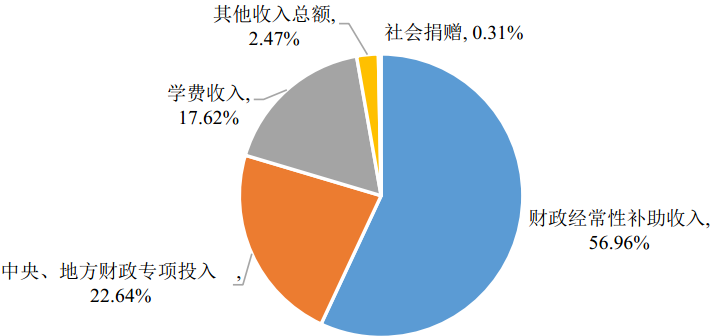 其他收入总额,
2.47%
社会捐赠, 0.31%
学费收入,
17.62%
财政经常性补助收入,
56.96%
中央、地方财政专项投入 ,
22.64%